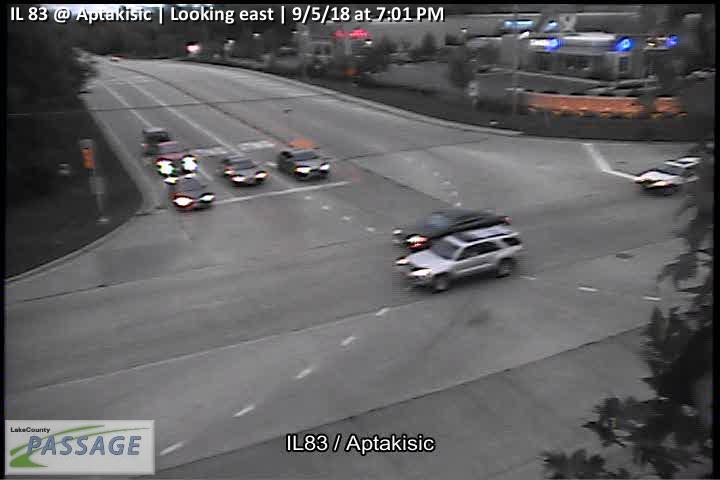 IL 83 @ Aptakisic | Looking east | 9/5/18 at 7:01 PM
IL83 / Aptakisic
LakeCounty
PASSAGE